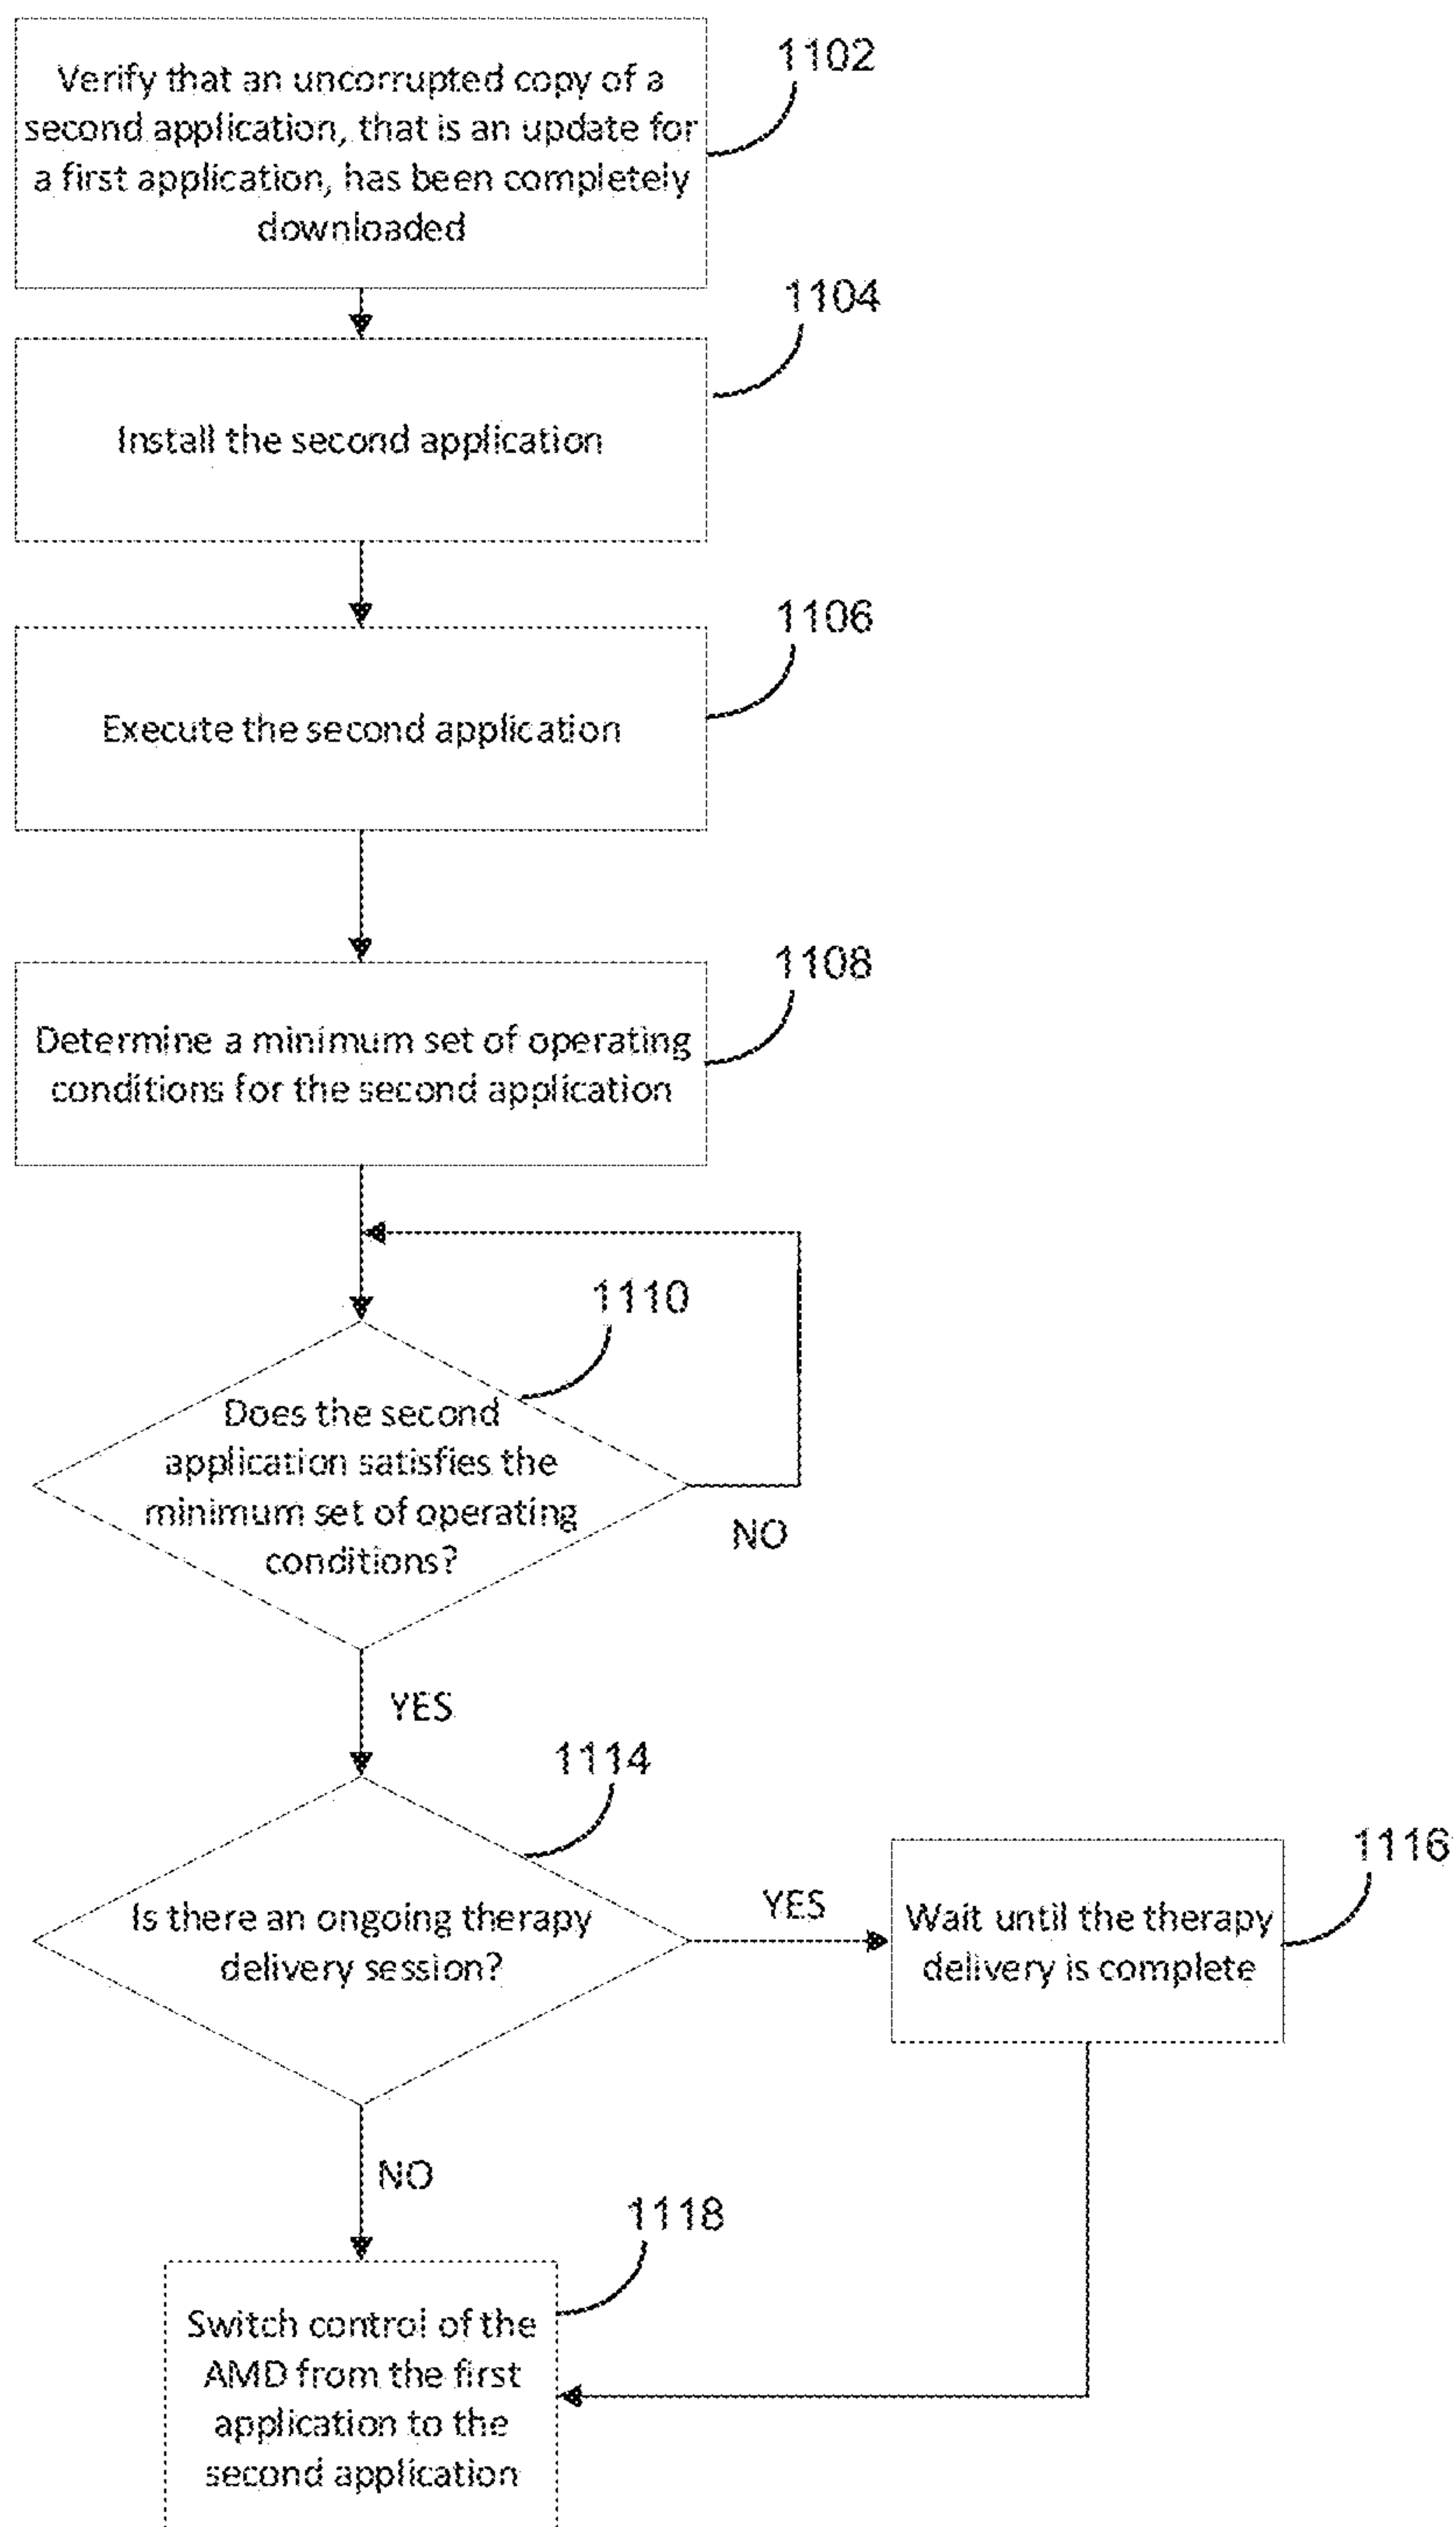 1102
Verify that an uncorrupted copy of a
second application, that is an update for
a first application, has been completely
downloaded
1104
Install the second application
1106
Execute the second application
1108
Determine a minimum set of operating
conditions for the second application
1110
Does the second
application satisfies the
minimum set of operating
conditions?
NO
YES
1114
Is there an ongoing therapy
delivery session?
YES
1116
Wait until the therapy
delivery is complete
NO
1118
Switch control of the
AMD from the first
application to the
second application